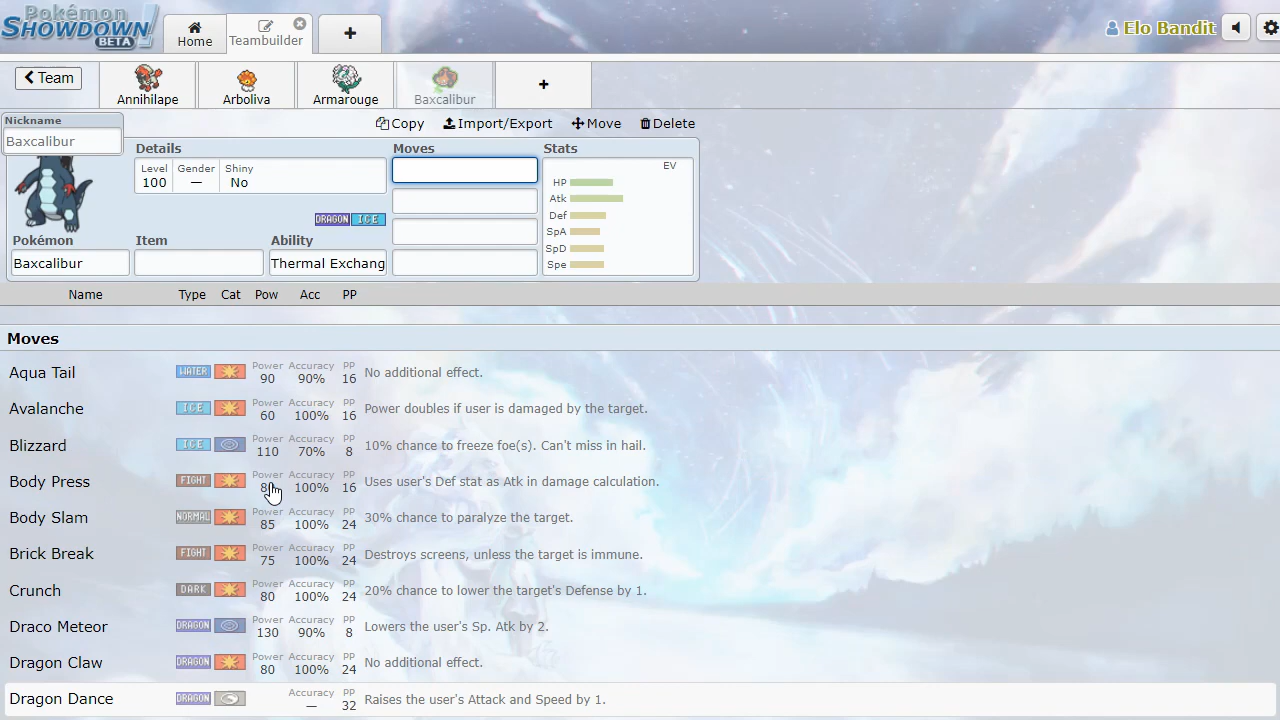 Pokémon
SHOWDOWN!
BETA
Home
Teambuilder
+
Elo Bandit
Team
Annihilape
Arboliva
Armarouge
Baxcalibur
+
Nickname
Baxcalibur
Copy
Import/Export
Move
Delete
Details
Moves
Stats
Level
Gender
Shiny
100
—
No
EV
HP
Atk
Def
SpA
SpD
Spe
DRAGON ICE
Pokémon
Item
Ability
Baxcalibur
Thermal Exchang
Name Type Cat Pow Acc PP
Moves
Aqua Tail WATER Power 90 Accuracy 90% PP 16 No additional effect.
Avalanche ICE Power 60 Accuracy 100% PP 16 Power doubles if user is damaged by the target.
Blizzard ICE Power 110 Accuracy 70% PP 8 10% chance to freeze foe(s). Can't miss in hail.
Body Press FIGHT Power Accuracy 100% PP 16 Uses user's Def stat as Atk in damage calculation.
Body Slam NORMAL Power 85 Accuracy 100% PP 24 30% chance to paralyze the target.
Brick Break FIGHT Power 75 Accuracy 100% PP 24 Destroys screens, unless the target is immune.
Crunch DARK Power 80 Accuracy 100% PP 24 20% chance to lower the target's Defense by 1.
Draco Meteor DRAGON Power 130 Accuracy 90% PP 8 Lowers the user's Sp. Atk by 2.
Dragon Claw DRAGON Power 80 Accuracy 100% PP 24 No additional effect.
Dragon Dance DRAGON Accuracy — PP 32 Raises the user's Attack and Speed by 1.